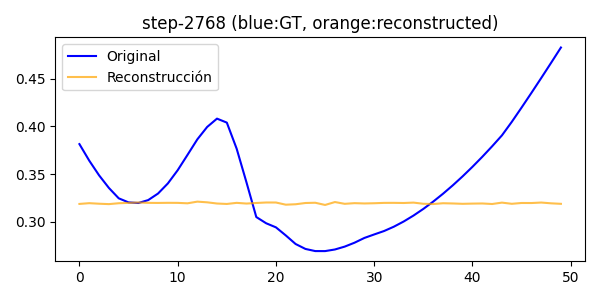 step-2768 (blue:GT, orange:reconstructed)
Original
Reconstrucción
0.45
0.40
0.35
0.30
0 10 20 30 40 50